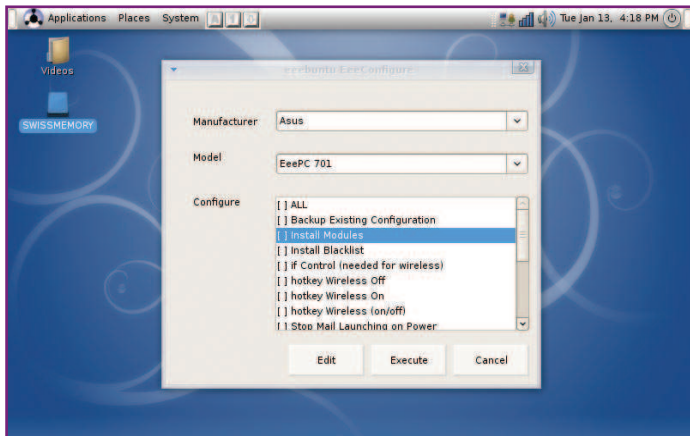 Applications Places System Tue Jan 13, 4:18 PM
Videos
SWISSMEMORY
eeebuntu EeeConfigure
Manufacturer Asus
Model EeePC 701
Configure
[ ] ALL
[ ] Backup Existing Configuration
[ ] Install Modules
[ ] Install Blacklist
[ ] if Control (needed for wireless)
[ ] hotkey Wireless Off
[ ] hotkey Wireless On
[ ] hotkey Wireless (on/off)
[ ] Stop Mail Launching on Power
Edit Execute Cancel